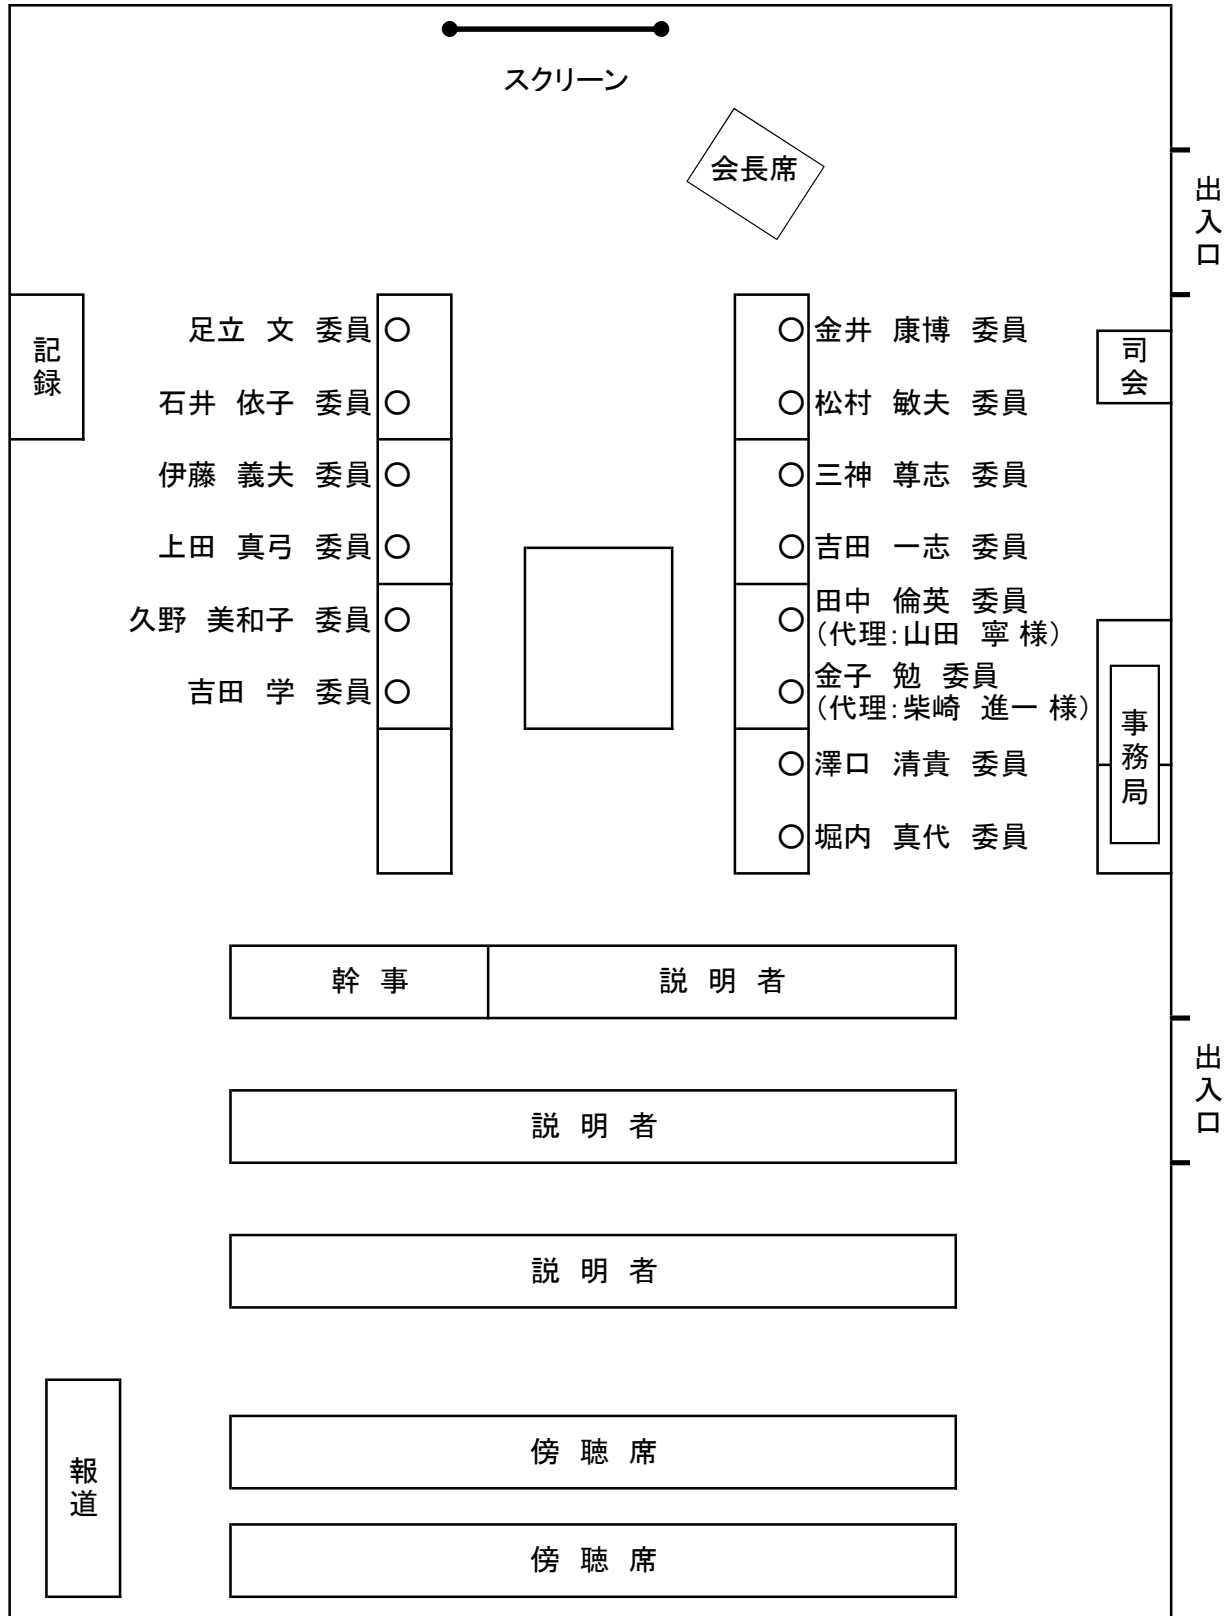 スクリーン
会長席
出入口
記録
足立 文 委員
金井 康博 委員
司会
石井 依子 委員
松村 敏夫 委員
伊藤 義夫 委員
三神 尊志 委員
上田 真弓 委員
吉田 一志 委員
久野 美和子 委員
田中 倫英 委員
(代理:山田 寧 様)
吉田 学 委員
金子 勉 委員
(代理:柴崎 進一 様)
事務局
澤口 清貴 委員
堀内 真代 委員
幹 事
説 明 者
出入口
説 明 者
説 明 者
報道
傍 聴 席
傍 聴 席